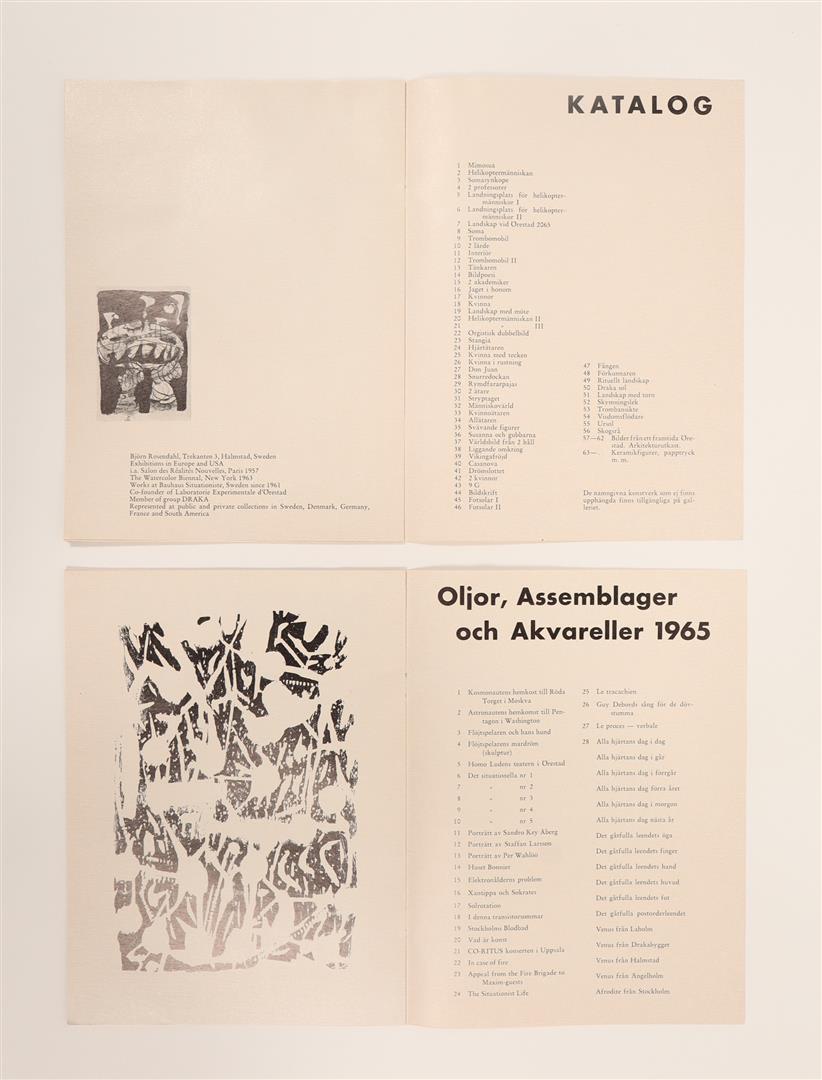 KATALOG
1 Mimosua
2 Helikoptermänniskan
3 Somarynkope
4 2 professorer
5 Landningsplats för helikopter-
människor I
6 Landningsplats för helikopter-
människor II
7 Landskap vid Örestad 2065
8 Soma
9 Trombomobil
10 2 lärde
11 Interiör
12 Trombomobil II
13 Tänkaren
14 Bildpoesi
15 2 akademiker
16 Jaget i honom
17 Kvinnor
18 Kvinna
19 Landskap med möte
20 Helikoptermänniskan II
21 „ III
22 Orgistisk dubbelbild
23 Stangia
24 Hjärtätaren
25 Kvinna med tecken
26 Kvinna i rustning
27 Don Juan
28 Snurredockan
29 Rymdfararpajas
30 2 ätare
31 Stryptaget
32 Människovärld
33 Kvinnoätaren
34 Allätaren
35 Svävande figurer
36 Susanna och gubbarna
37 Världsbild från 2 håll
38 Liggande omkring
39 Vikingafröjd
40 Casanova
41 Drömslottet
42 2 kvinnor
43 9 G
44 Bildskrift
45 Fotsolar I
46 Fotsolar II
47 Fången
48 Förkunnaren
49 Rituellt landskap
50 Draka sol
51 Landskap med torn
52 Skymningslek
53 Trombanukte
54 Visdomsflödare
55 Ursol
56 Skogsrå
57—62 Bilder från ett framtida Öre-
stad. Arkitekturutkast.
63—. Keramikfigurer, papptryck
m. m.
De namngivna konstverk som ej finns
upphängda finns tillgängliga på gal-
leriet.
Björn Rosendahl, Trekanten 3, Halmstad, Sweden
Exhibitions in Europe and USA
i.a. Salon des Réalités Nouvelles, Paris 1957
The Watercolor Biennal, New York 1963
Works at Bauhaus Situationiste, Sweden since 1961
Co-founder of Laboratorie Experimentale d'Örestad
Member of group DRAKA
Represented at public and private collections in Sweden, Denmark, Germany,
France and South America
Oljor, Assemblager
och Akvareller 1965
1 Kosmonautens hemkost till Röda
Torget i Moskva
2 Astronautens hemkomst till Pen-
tagon i Washington
3 Flöjtspelaren och hans hund
4 Flöjtspelarens mardröm
(skulptur)
5 Homo Ludens teatern i Örestad
6 Det situationella nr 1
7 „ nr 2
8 „ nr 3
9 „ nr 4
10 „ nr 5
11 Porträtt av Sandro Key Åberg
12 Porträtt av Staffan Larsson
13 Porträtt av Per Wahlöö
14 Huset Bonnier
15 Elektronålderns problem
16 Xantippa och Sokrates
17 Solrotation
18 I denna transistorsommar
19 Stockholms Blodbad
20 Vad är konst
21 CO-RITUS konserten i Uppsala
22 In case of fire
23 Appeal from the Fire Brigade to
Maxim-guests
24 The Situationist Life
25 Le tracachien
26 Guy Debords sång för de döv-
stumma
27 Le proces — verbale
28 Alla hjärtans dag i dag
Alla hjärtans dag i går
Alla hjärtans dag i förrgår
Alla hjärtans dag förra året
Alla hjärtans dag i morgon
Alla hjärtans dag nästa år
Det gåtfulla leendets öga
Det gåtfulla leendets finger
Det gåtfulla leendets hand
Det gåtfulla leendets huvud
Det gåtfulla leendets fot
Det gåtfulla postorderleendet
Venus från Laholm
Venus från Drakabygget
Venus från Halmstad
Venus från Ängelholm
Afrodite från Stockholm